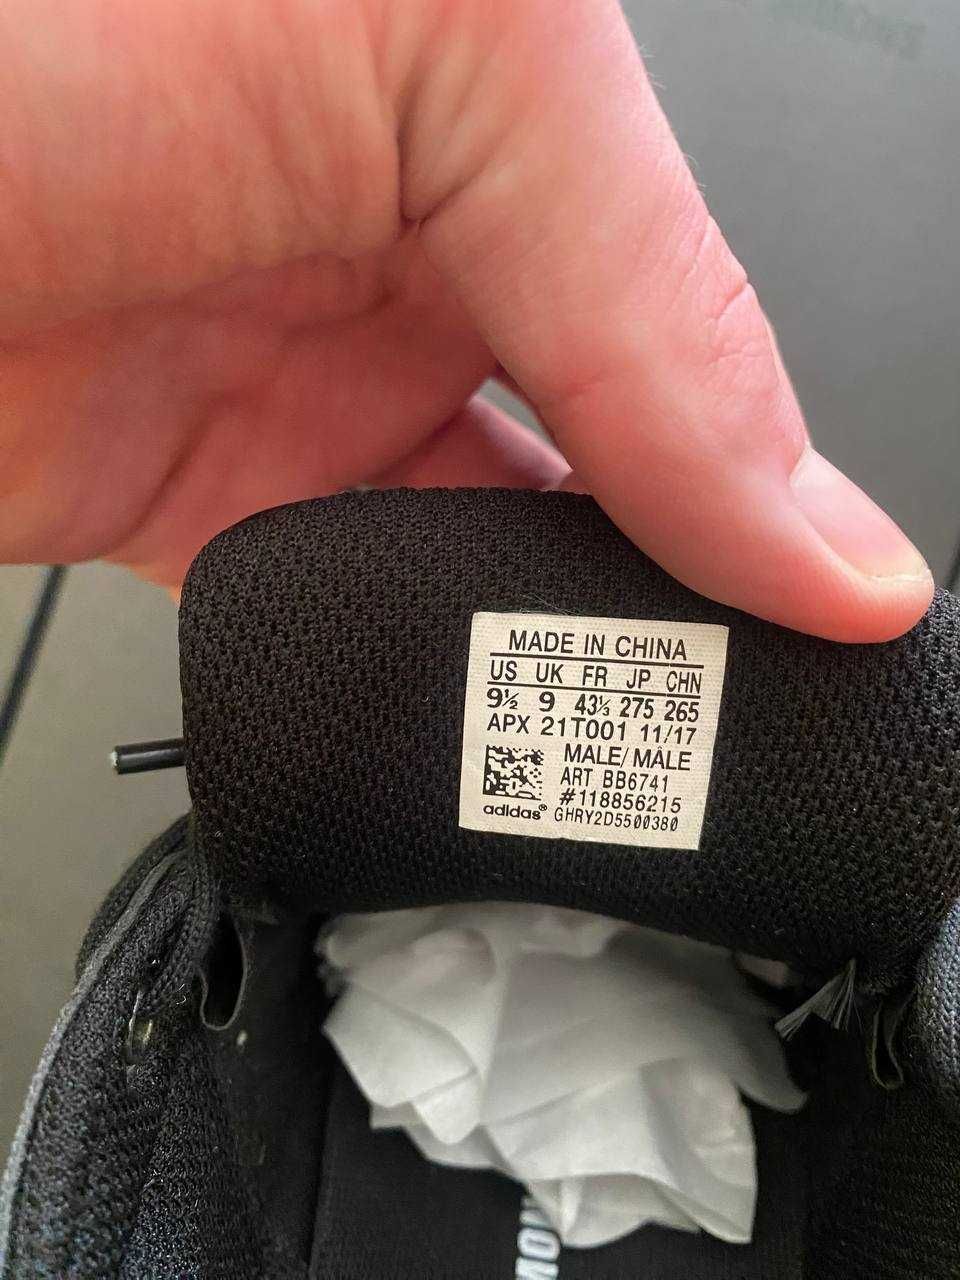 MADE IN CHINA
US UK FR JP CHN
9½ 9 43⅓ 275 265
APX 21T001 11/17
MALE/ MÂLE
ART BB6741
#118856215
adidas® GHRY2D5500380